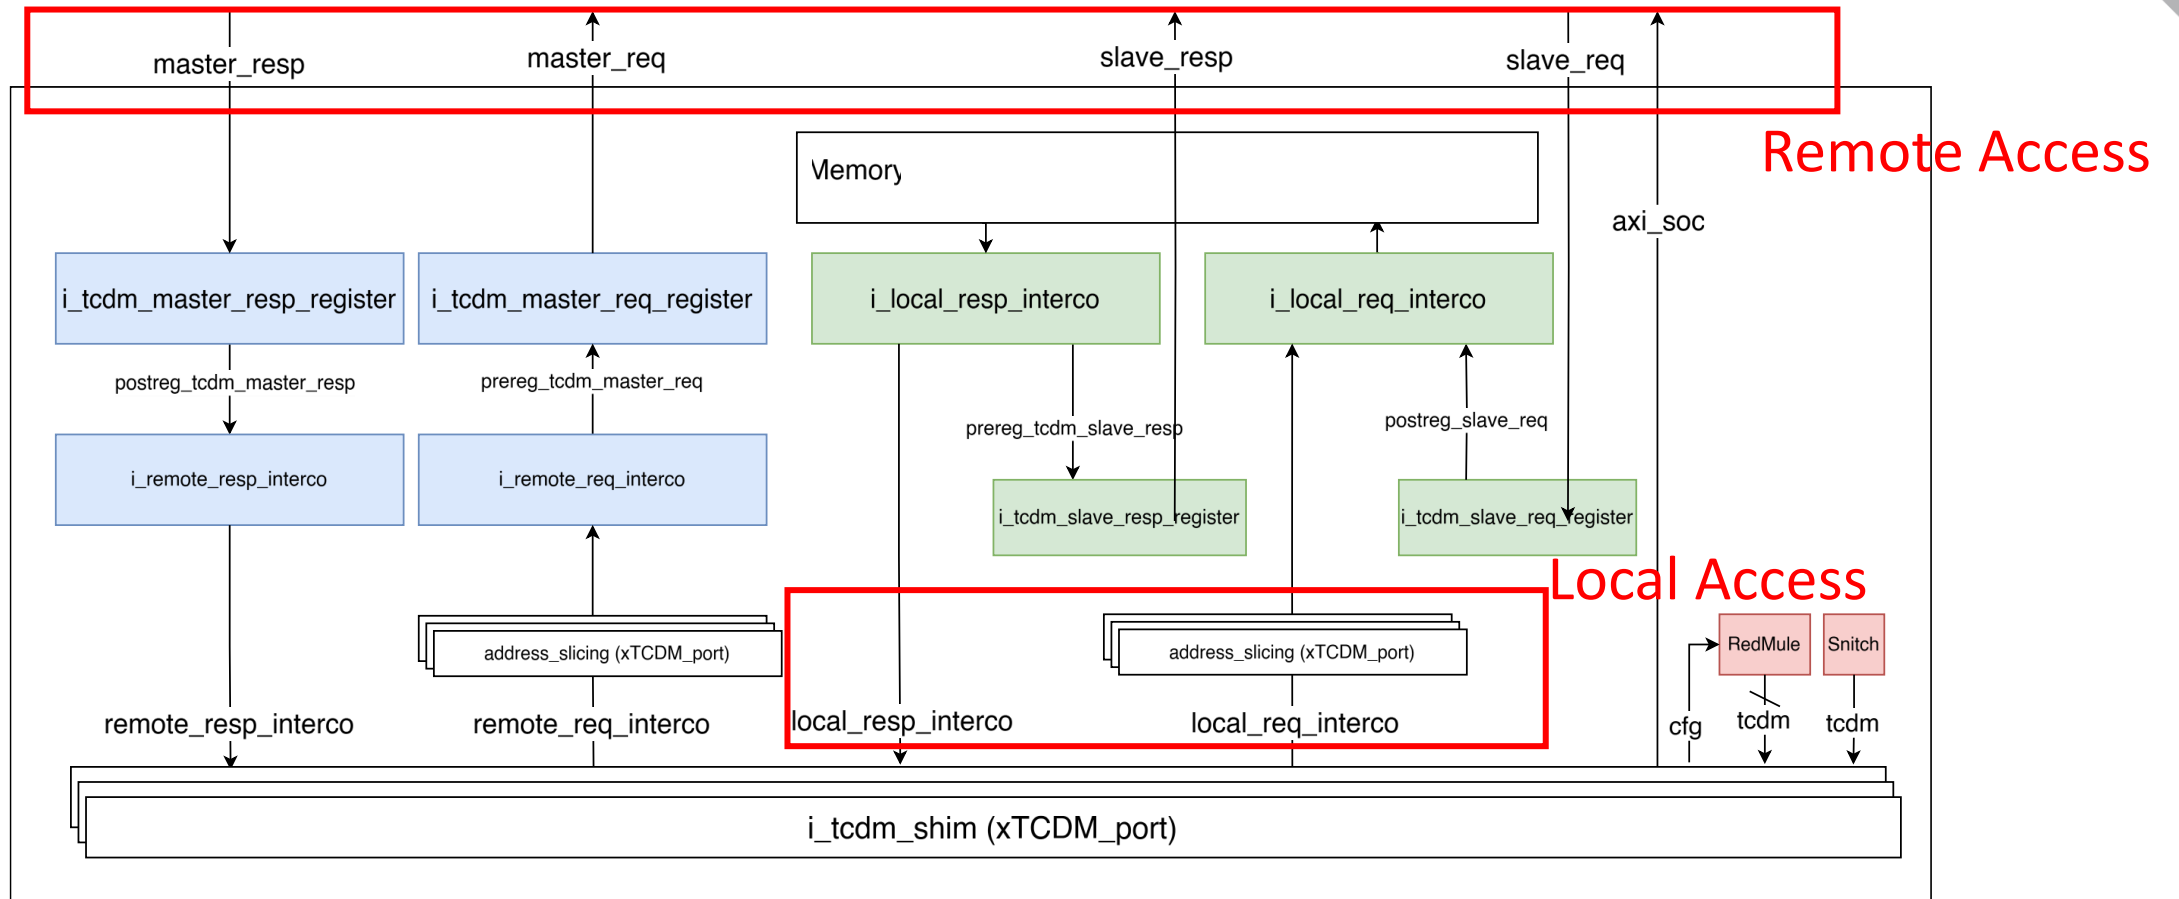 master_resp
master_req
slave_resp
slave_req
Remote Access
Memory
axi_soc
i_tcdm_master_resp_register
i_tcdm_master_req_register
i_local_resp_interco
i_local_req_interco
postreg_tcdm_master_resp
prereg_tcdm_master_req
prereg_tcdm_slave_resp
postreg_slave_req
i_remote_resp_interco
i_remote_req_interco
i_tcdm_slave_resp_register
i_tcdm_slave_req_register
Local Access
address_slicing (xTCDM_port)
address_slicing (xTCDM_port)
RedMule
Snitch
remote_resp_interco
remote_req_interco
local_resp_interco
local_req_interco
cfg
tcdm
tcdm
i_tcdm_shim (xTCDM_port)